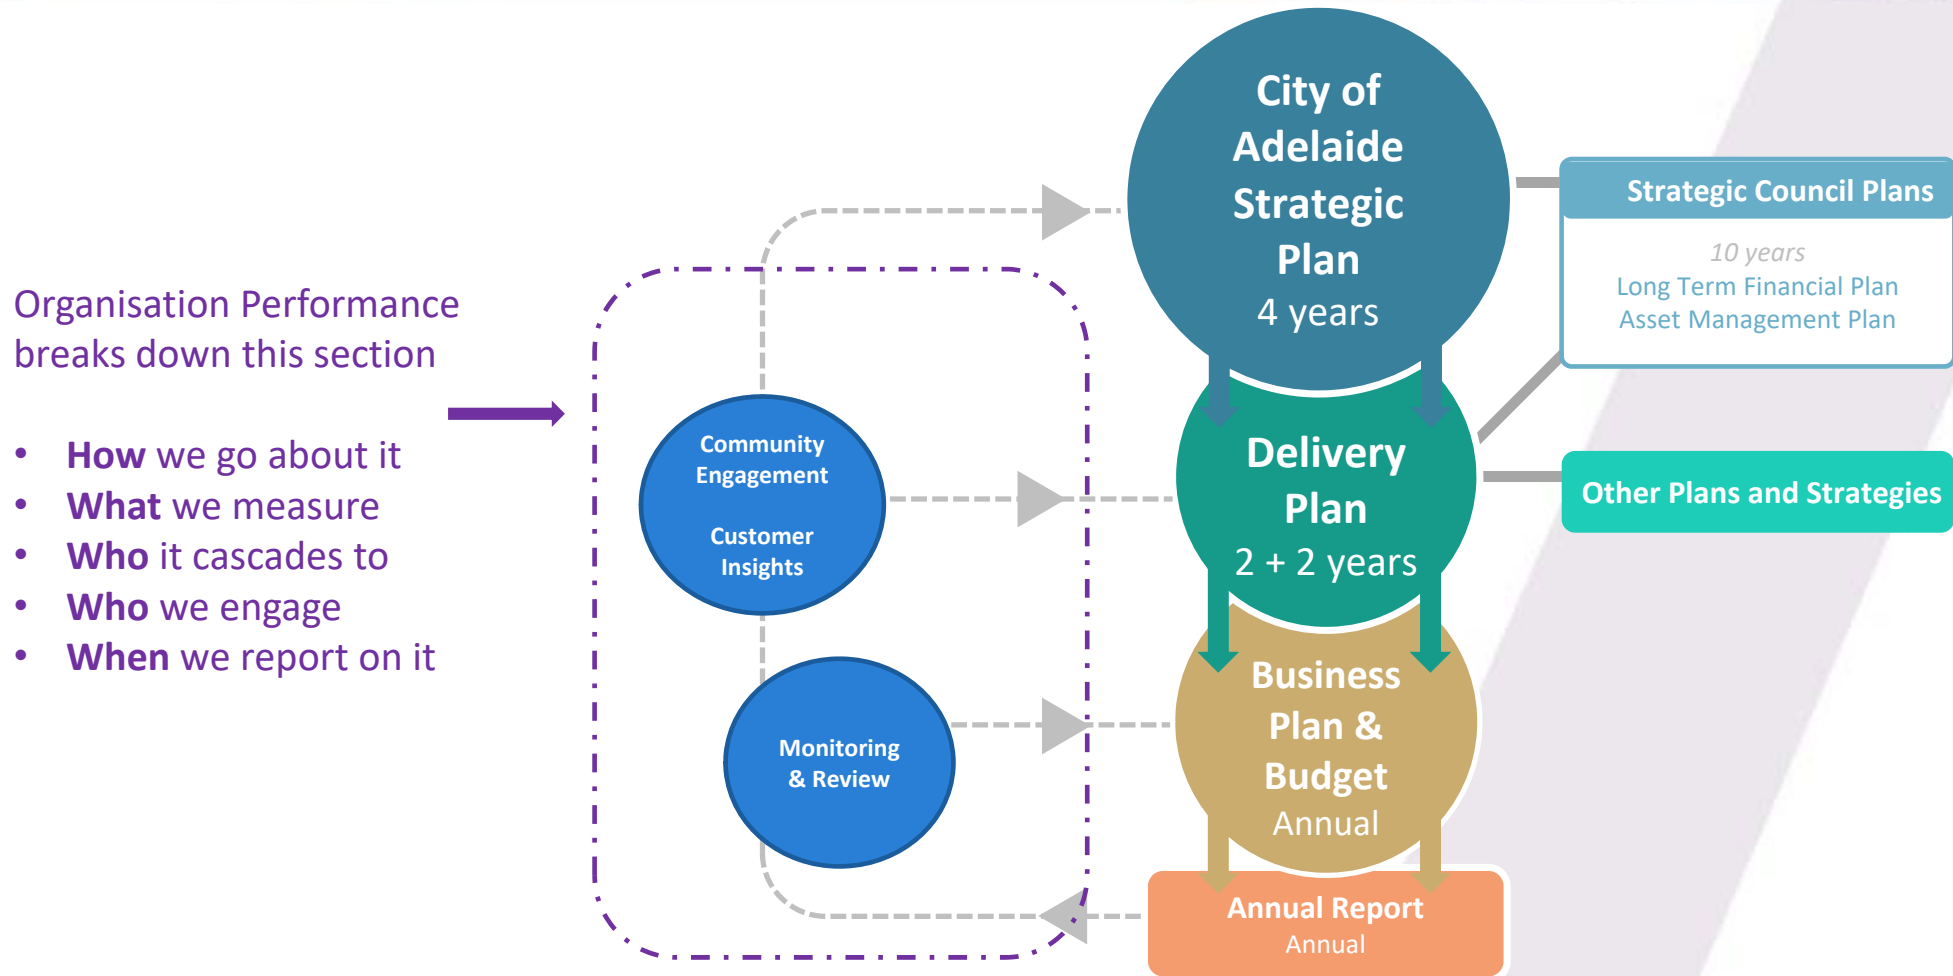 Organisation Performance
breaks down this section
• How we go about it
• What we measure
• Who it cascades to
• Who we engage
• When we report on it
Community
Engagement
Customer
Insights
Monitoring
& Review
City of
Adelaide
Strategic
Plan
4 years
Delivery
Plan
2 + 2 years
Business
Plan &
Budget
Annual
Annual Report
Annual
Strategic Council Plans
10 years
Long Term Financial Plan
Asset Management Plan
Other Plans and Strategies